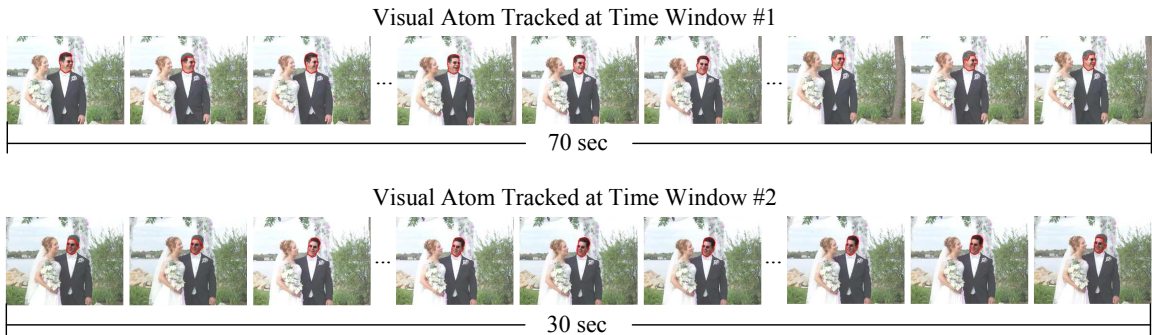 Visual Atom Tracked at Time Window #1
... ...
70 sec
Visual Atom Tracked at Time Window #2
... ...
30 sec